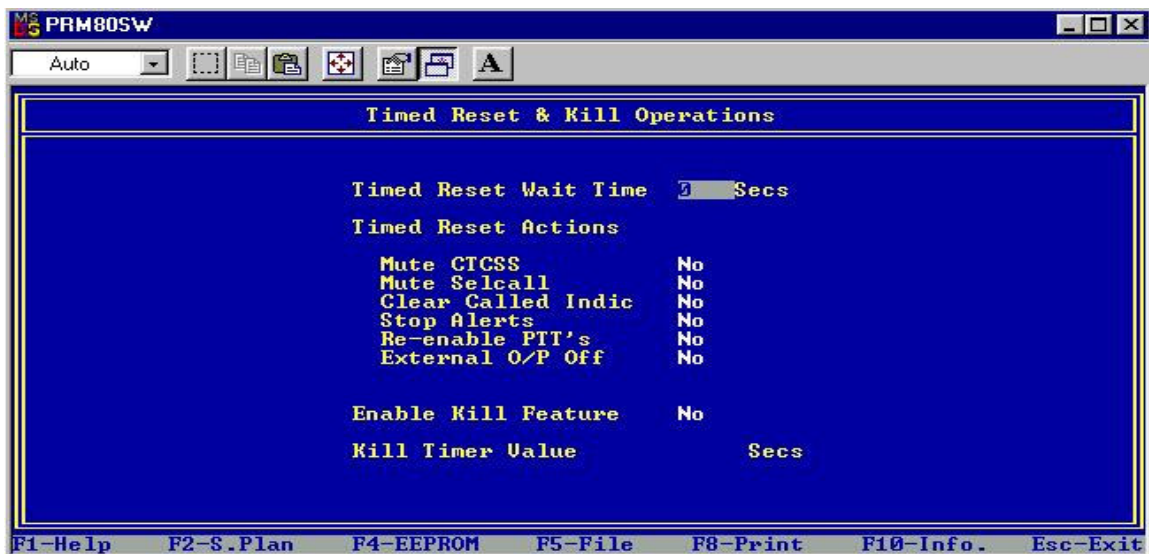 PRM80SW
Auto
A
Timed Reset & Kill Operations
Timed Reset Wait Time 0 Secs
Timed Reset Actions
Mute CTCSS No
Mute Selcall No
Clear Called Indic No
Stop Alerts No
Re-enable PTT's No
External O/P Off No
Enable Kill Feature No
Kill Timer Value Secs
F1-Help F2-S.Plan F4-EEPROM F5-File F8-Print F10-Info. Esc-Exit